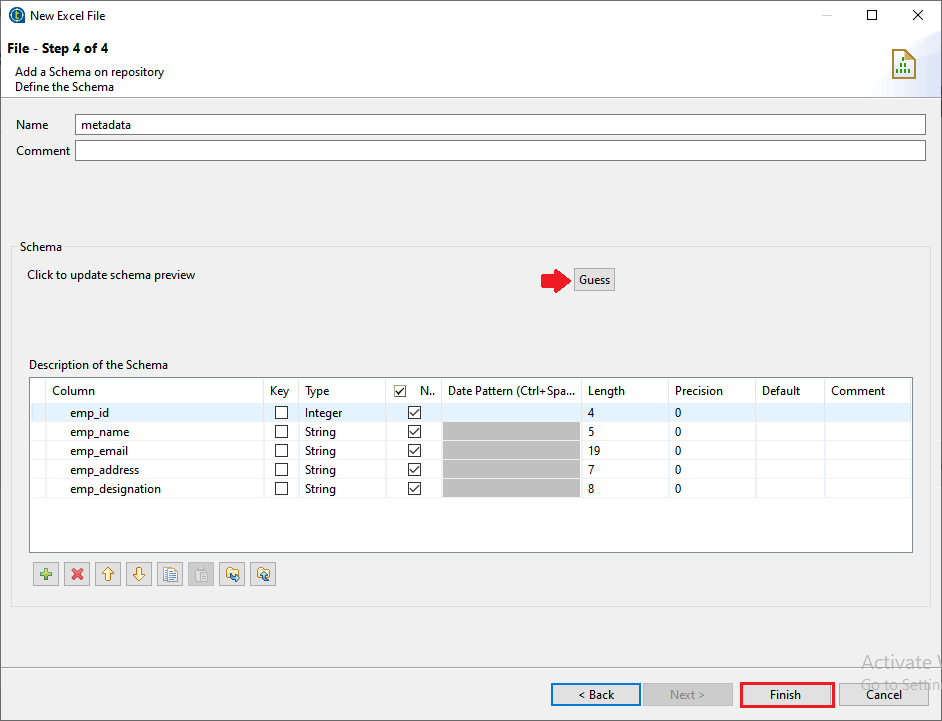 New Excel File
File - Step 4 of 4
Add a Schema on repository
Define the Schema
Name metadata
Comment
Schema
Click to update schema preview
Guess
Description of the Schema
Column Key Type N.. Date Pattern (Ctrl+Spa... Length Precision Default Comment
emp_id Integer 4 0
emp_name String 5 0
emp_email String 19 0
emp_address String 7 0
emp_designation String 8 0
Activate
Go to Settin
< Back Next > Finish Cancel